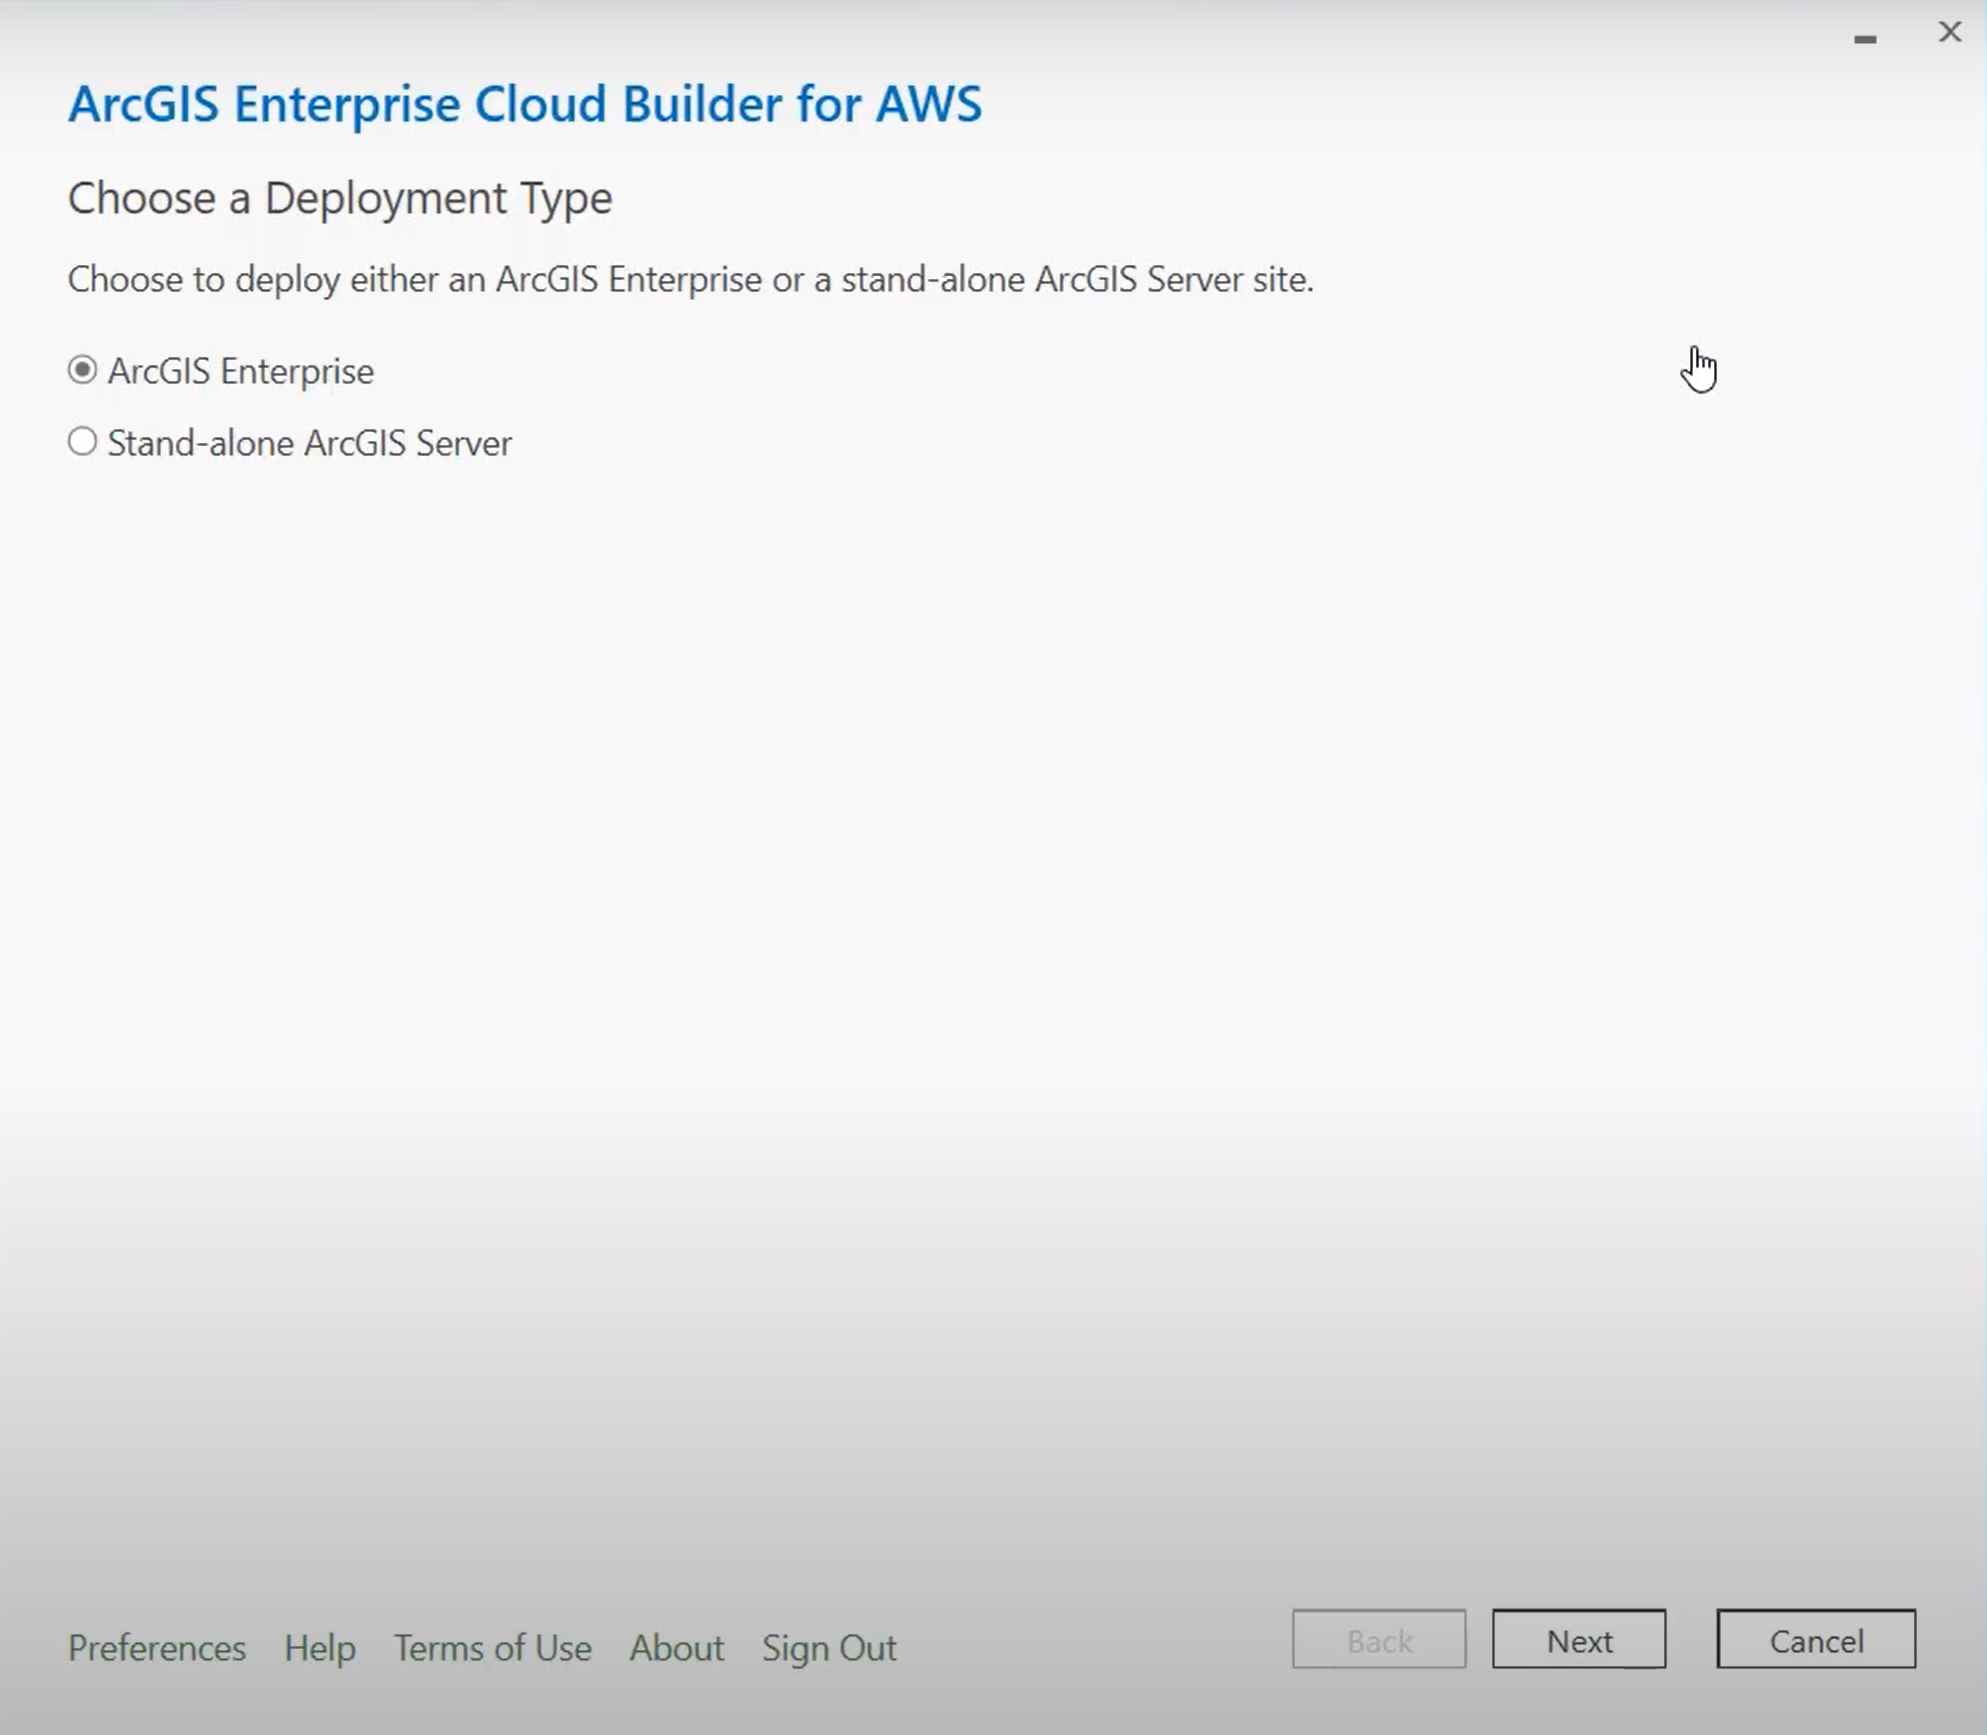 ArcGIS Enterprise Cloud Builder for AWS
Choose a Deployment Type
Choose to deploy either an ArcGIS Enterprise or a stand-alone ArcGIS Server site.
ArcGIS Enterprise
Stand-alone ArcGIS Server
Preferences Help Terms of Use About Sign Out Back Next Cancel